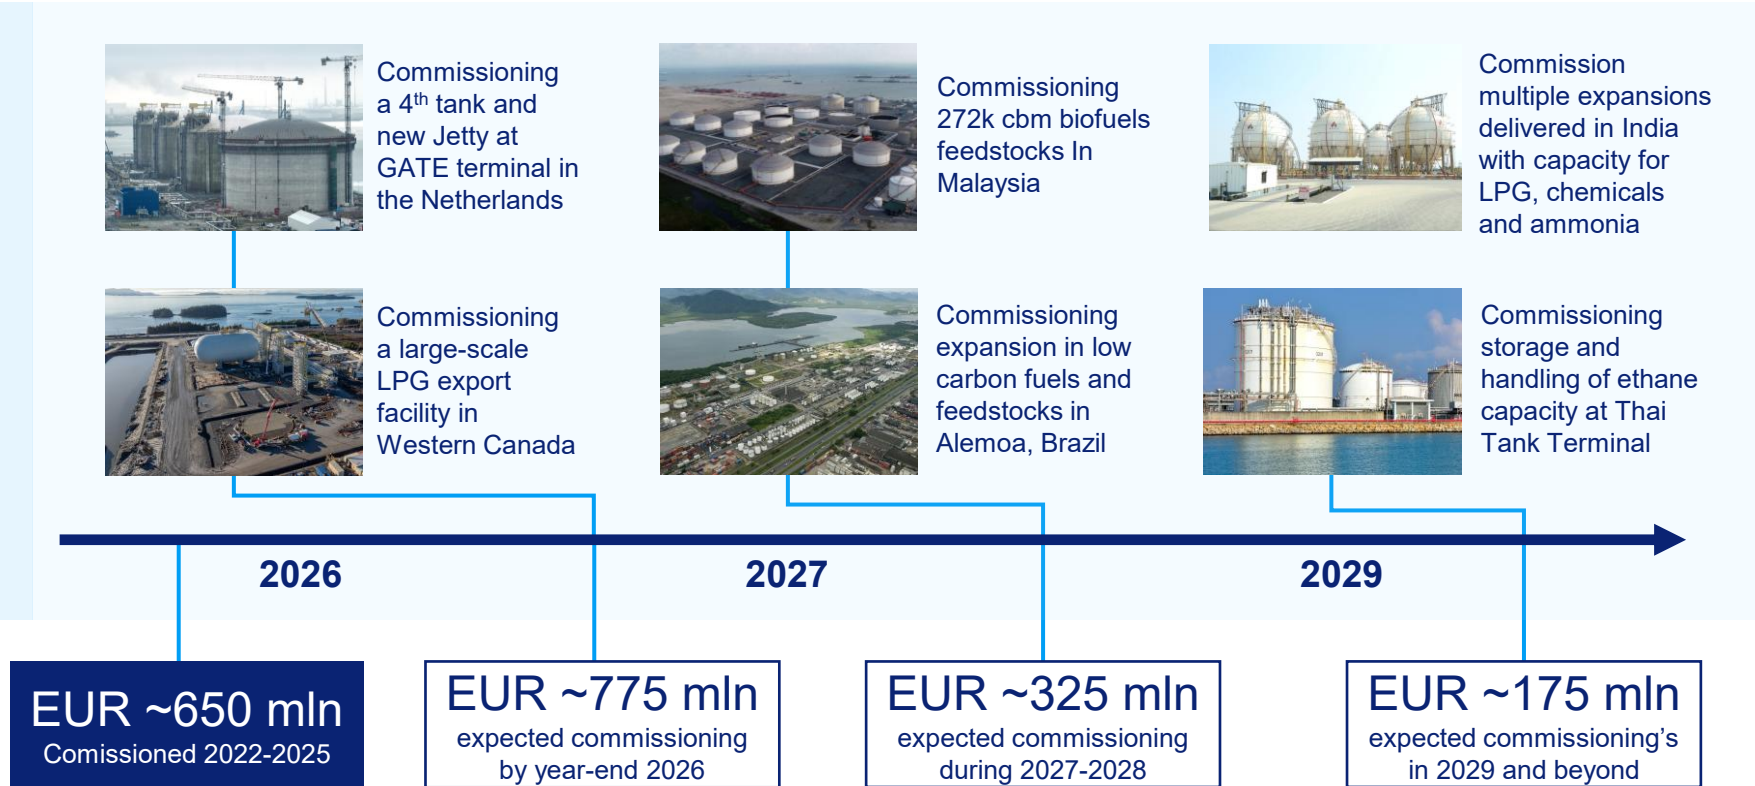 Commissioning
a 4th tank and
new Jetty at
GATE terminal in
the Netherlands
Commissioning
272k cbm biofuels
feedstocks In
Malaysia
Commission
multiple expansions
delivered in India
with capacity for
LPG, chemicals
and ammonia
Commissioning
a large-scale
LPG export
facility in
Western Canada
Commissioning
expansion in low
carbon fuels and
feedstocks in
Alemoa, Brazil
Commissioning
storage and
handling of ethane
capacity at Thai
Tank Terminal
2026
2027
2029
EUR ~650 mln
Comissioned 2022-2025
EUR ~775 mln
expected commissioning
by year-end 2026
EUR ~325 mln
expected commissioning
during 2027-2028
EUR ~175 mln
expected commissioning’s
in 2029 and beyond